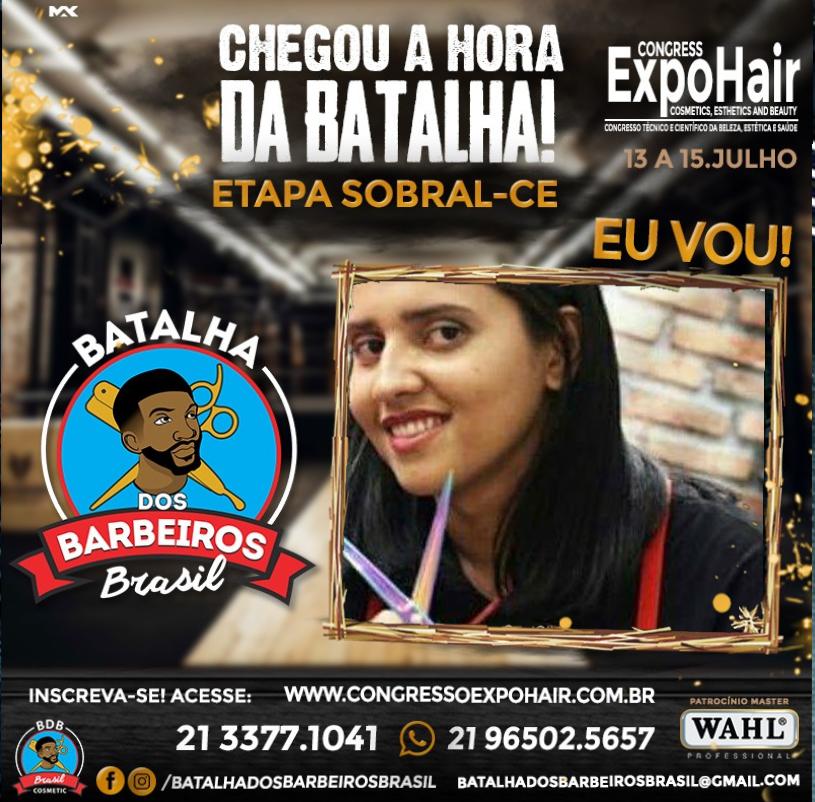 MX
CHEGOU A HORA
DA BATALHA!
ETAPA SOBRAL-CE
CONGRESS
ExpoHair
COSMETICS, ESTHETICS AND BEAUTY
CONGRESSO TÉCNICO E CIENTÍFICO DA BELEZA, ESTÉTICA E SAÚDE
13 A 15.JULHO
EU VOU!
BATALHA
DOS
BARBEIROS
Brasil
INSCREVA-SE! ACESSE: WWW.CONGRESSOEXPOHAIR.COM.BR
21 3377.1041 21 96502.5657
PATROCÍNIO MASTER
WAHL®
PROFESSIONAL
BDB
Brasil
COSMETIC
/BATALHADOSBARBEIROSBRASIL BATALHADOSBARBEIROSBRASIL@GMAIL.COM